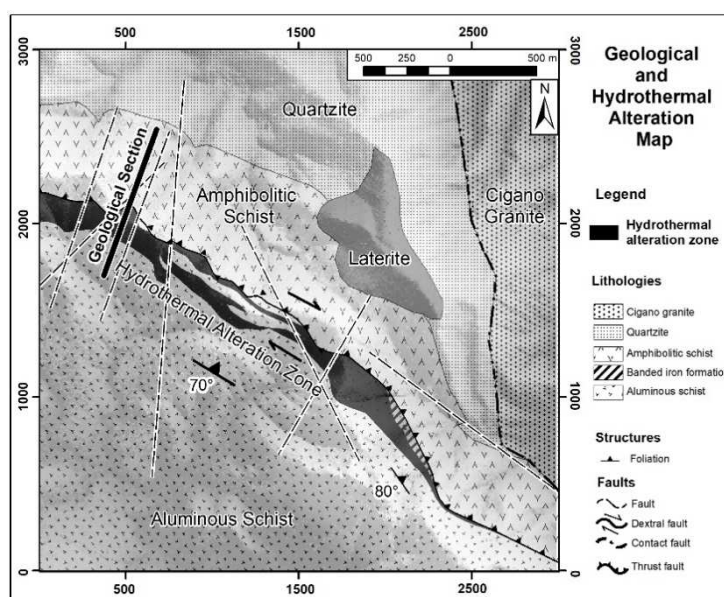 Geological
and
Hydrothermal
Alteration
Map
500
1500
2500
3000
3000
500
250
0
500 m
N
Quartzite
Geological Section
Amphibolitic
Schist
Cigano
Granite
2000
2000
Laterite
Hydrothermal Alteration Zone
70°
1000
1000
80°
Aluminous Schist
0
0
500
1500
2500
Legend
Hydrothermal
alteration zone
Lithologies
Cigano granite
Quartzite
Amphibolitic schist
Banded iron formation
Aluminous schist
Structures
Foliation
Faults
Fault
Dextral fault
Contact fault
Thrust fault